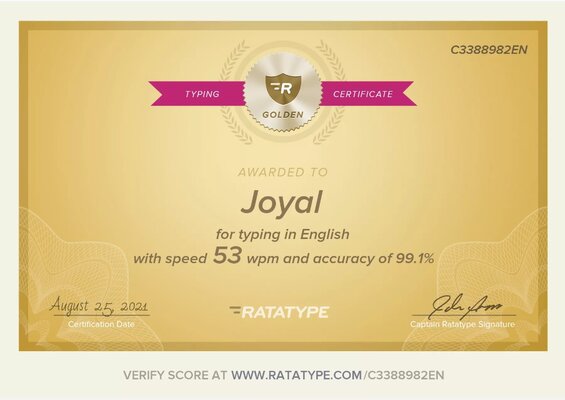 C3388982EN
TYPING
R
CERTIFICATE
GOLDEN
AWARDED TO
Joyal
for typing in English
with speed 53 wpm and accuracy of 99.1%
August 25, 2021
Certification Date
RATATYPE
Captain Ratatype Signature
VERIFY SCORE AT WWW.RATATYPE.COM/C3388982EN